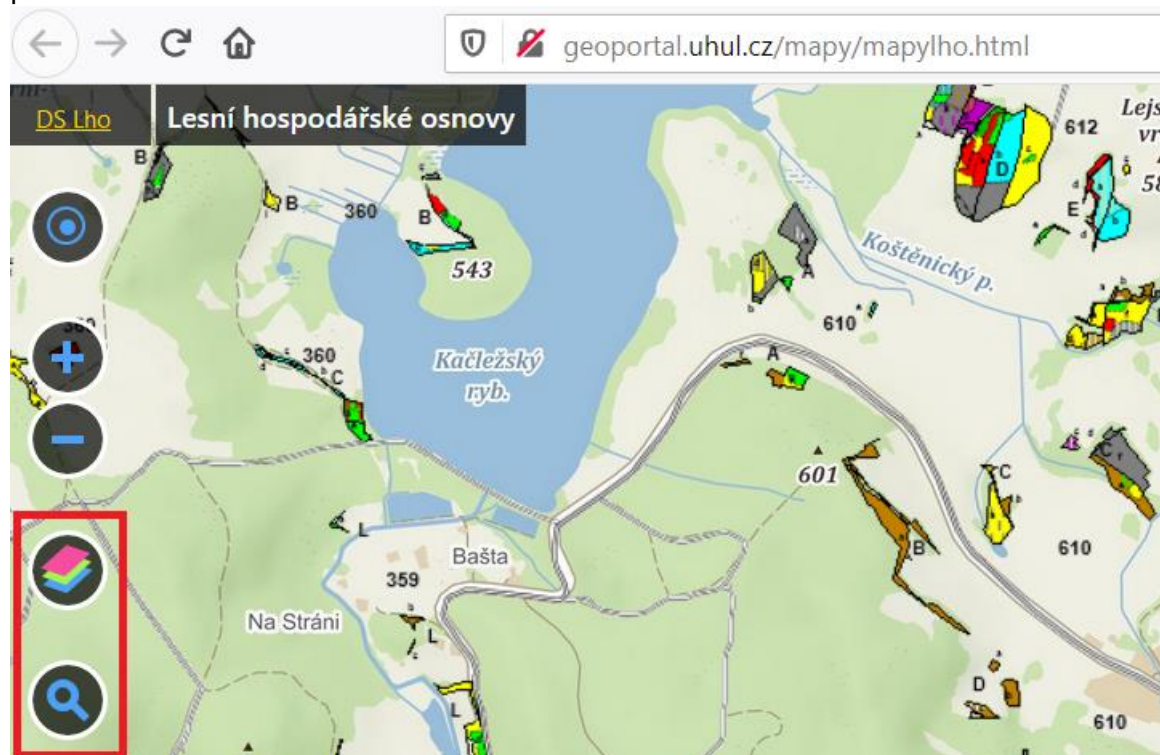 geoportal.uhul.cz/mapy/mapylho.html
DS Lho
Lesní hospodářské osnovy
612
B
D
B
360
B
E
543
Koštěnický p.
A
610
360
Kačležský
ryb.
360
C
A
601
C
C
L
Bašta
B
610
359
Na Stráni
L
D
L
610